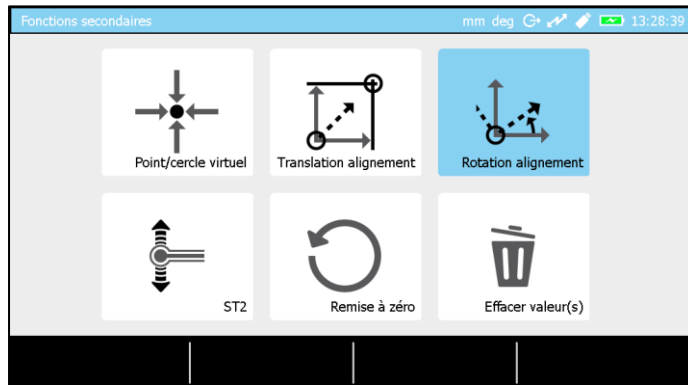 Fonctions secondaires mm deg 13:28:39
Point/cercle virtuel Translation alignement Rotation alignement
ST2 Remise à zéro Effacer valeur(s)